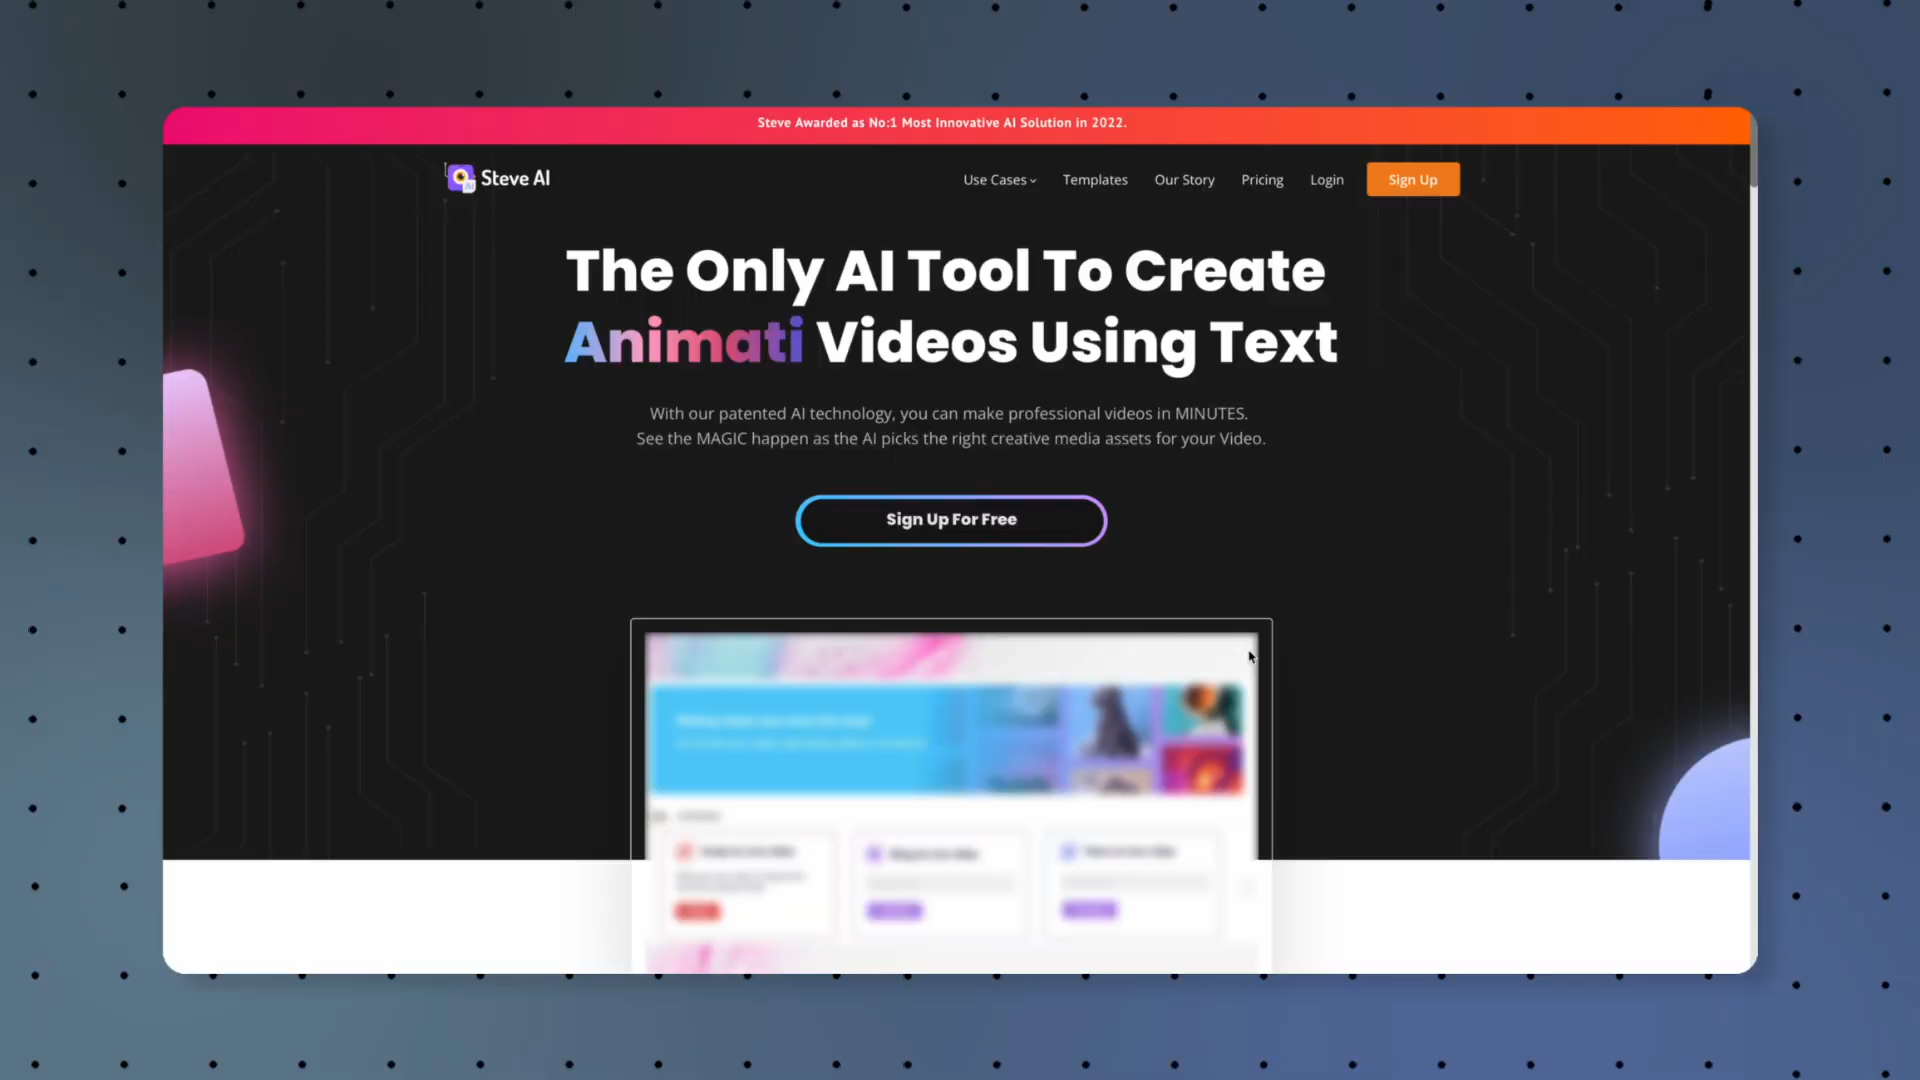 Steve Awarded as No:1 Most Innovative AI Solution in 2022.
Steve AI
Use Cases
Templates
Our Story
Pricing
Login
Sign Up
The Only AI Tool To Create
Animati Videos Using Text
With our patented AI technology, you can make professional videos in MINUTES.
See the MAGIC happen as the AI picks the right creative media assets for your Video.
Sign Up For Free